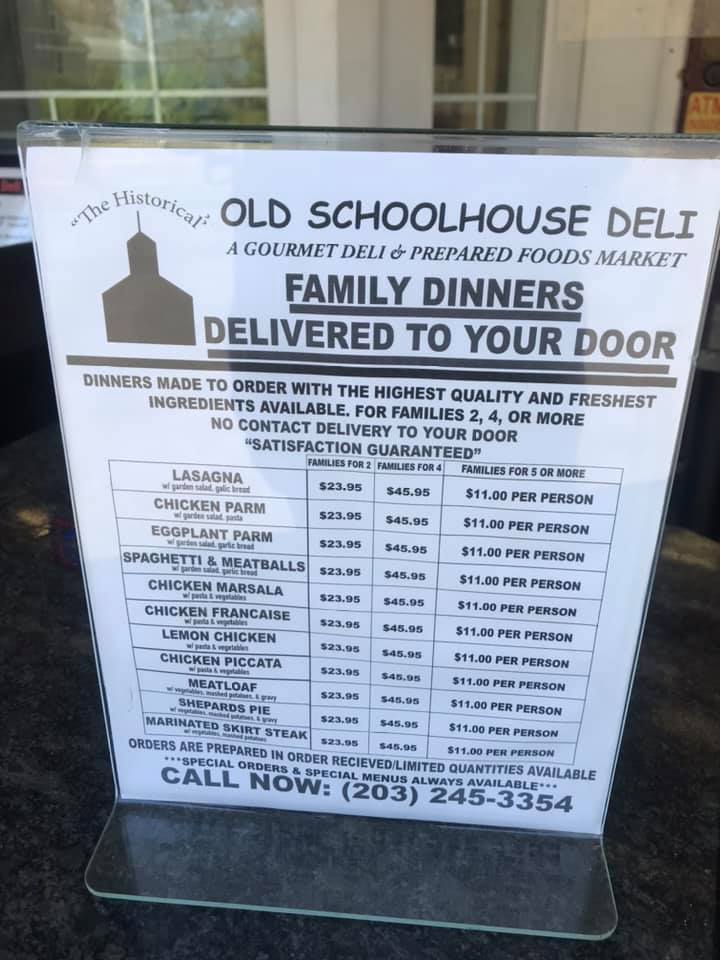 "The Historical"
OLD SCHOOLHOUSE DELI
A GOURMET DELI & PREPARED FOODS MARKET
FAMILY DINNERS
DELIVERED TO YOUR DOOR
DINNERS MADE TO ORDER WITH THE HIGHEST QUALITY AND FRESHEST
INGREDIENTS AVAILABLE. FOR FAMILIES 2, 4, OR MORE
NO CONTACT DELIVERY TO YOUR DOOR
"SATISFACTION GUARANTEED"
FAMILIES FOR 2 FAMILIES FOR 4 FAMILIES FOR 5 OR MORE
LASAGNA $23.95 $45.95 $11.00 PER PERSON
w/ garden salad, galic bread
CHICKEN PARM $23.95 $45.95 $11.00 PER PERSON
w/ garden salad, pasta
EGGPLANT PARM $23.95 $45.95 $11.00 PER PERSON
w/ garden salad, garlic bread
SPAGHETTI & MEATBALLS $23.95 $45.95 $11.00 PER PERSON
w/ garden salad, garlic bread
CHICKEN MARSALA $23.95 $45.95 $11.00 PER PERSON
w/ pasta & vegetables
CHICKEN FRANCAISE $23.95 $45.95 $11.00 PER PERSON
w/ pasta & vegetables
LEMON CHICKEN $23.95 $45.95 $11.00 PER PERSON
w/ pasta & vegetables
CHICKEN PICCATA $23.95 $45.95 $11.00 PER PERSON
w/ pasta & vegetables
MEATLOAF $23.95 $45.95 $11.00 PER PERSON
w/ vegetables, mashed potatoes, & gravy
SHEPARDS PIE $23.95 $45.95 $11.00 PER PERSON
w/ vegetables, mashed potatoes, & gravy
MARINATED SKIRT STEAK $23.95 $45.95 $11.00 PER PERSON
w/ vegetables, mashed potatoes
ORDERS ARE PREPARED IN ORDER RECIEVED/LIMITED QUANTITIES AVAILABLE
***SPECIAL ORDERS & SPECIAL MENUS ALWAYS AVAILABLE***
CALL NOW: (203) 245-3354